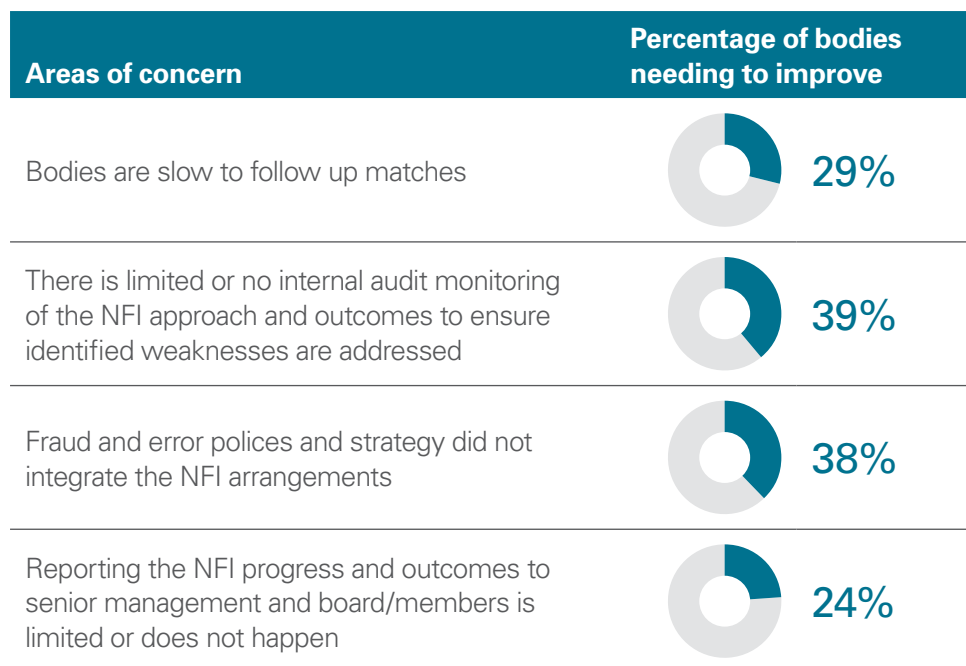 Areas of concern
Percentage of bodies
needing to improve
Bodies are slow to follow up matches
29%
There is limited or no internal audit monitoring
of the NFI approach and outcomes to ensure
identified weaknesses are addressed
39%
Fraud and error polices and strategy did not
integrate the NFI arrangements
38%
Reporting the NFI progress and outcomes to
senior management and board/members is
limited or does not happen
24%